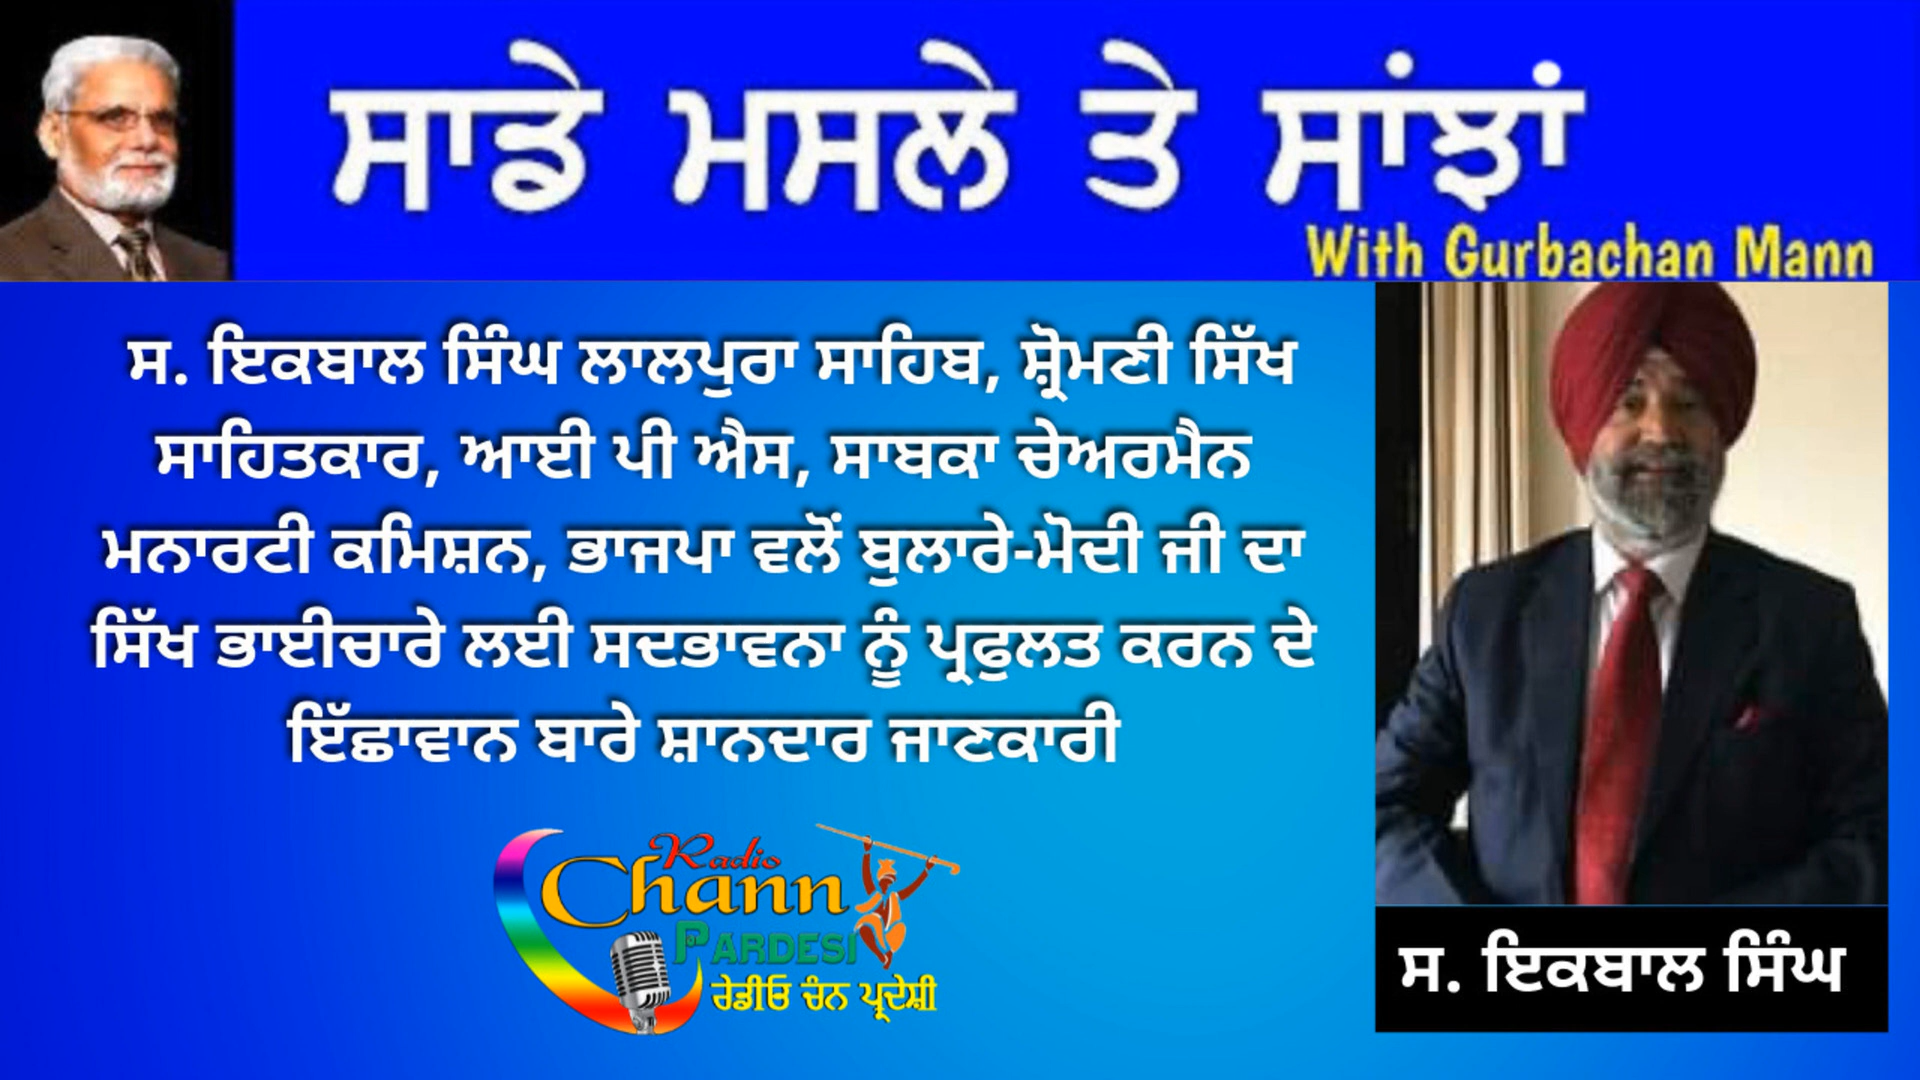 ਸਾਡੇ ਮਸਲੇ ਤੇ ਸਾਂਝਾਂ
With Gurbachan Mann
ਸ. ਇਕਬਾਲ ਸਿੰਘ ਲਾਲਪੁਰਾ ਸਾਹਿਬ, ਸ਼੍ਰੋਮਣੀ ਸਿੱਖ
ਸਾਹਿਤਕਾਰ, ਆਈ ਪੀ ਐਸ, ਸਾਬਕਾ ਚੇਅਰਮੈਨ
ਮਨਾਰਟੀ ਕਮਿਸ਼ਨ, ਭਾਜਪਾ ਵਲੋਂ ਬੁਲਾਰੇ-ਮੋਦੀ ਜੀ ਦਾ
ਸਿੱਖ ਭਾਈਚਾਰੇ ਲਈ ਸਦਭਾਵਨਾ ਨੂੰ ਪ੍ਰਫੁਲਤ ਕਰਨ ਦੇ
ਇੱਛਾਵਾਨ ਬਾਰੇ ਸ਼ਾਨਦਾਰ ਜਾਣਕਾਰੀ
Radio
Chann
PARDESI
ਰੇਡੀਓ ਚੰਨ ਪ੍ਰਦੇਸ਼ੀ
ਸ. ਇਕਬਾਲ ਸਿੰਘ